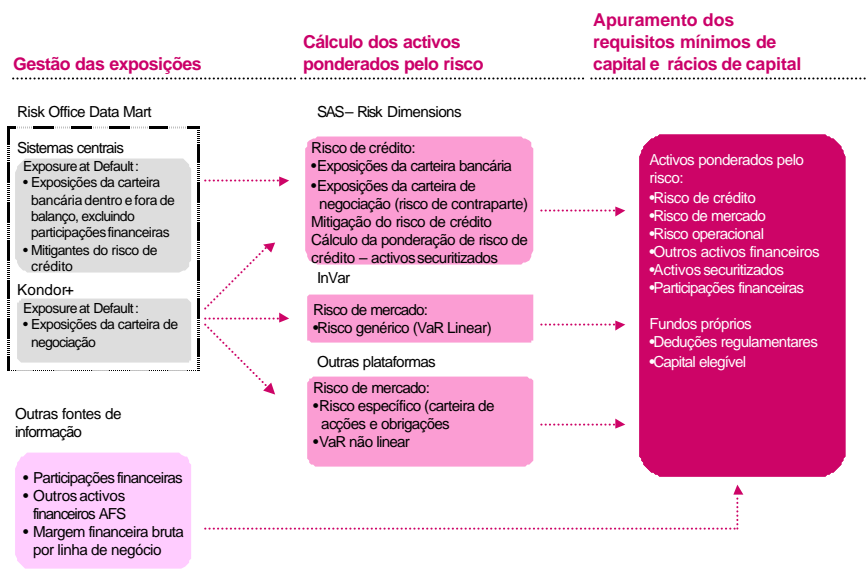 Gestão das exposições
Cálculo dos activos
ponderados pelo risco
Apuramento dos
requisitos mínimos de
capital e rácios de capital
Risk Office Data Mart
Sistemas centrais
Exposure at Default:
• Exposições da carteira
bancária dentro e fora de
balanço, excluindo
participações financeiras
• Mitigantes do risco de
crédito
Kondor+
Exposure at Default:
• Exposições da carteira de
negociação
Outras fontes de
informação
• Participações financeiras
• Outros activos
financeiros AFS
• Margem financeira bruta
por linha de negócio
SAS – Risk Dimensions
Risco de crédito:
•Exposições da carteira bancária
•Exposições da carteira de
negociação (risco de contraparte)
Mitigação do risco de crédito
Cálculo da ponderação de risco de
crédito – activos securitizados
InVar
Risco de mercado:
•Risco genérico (VaR Linear)
Outras plataformas
Risco de mercado:
•Risco específico (carteira de
acções e obrigações
•VaR não linear
Activos ponderados pelo
risco:
•Risco de crédito
•Risco de mercado
•Risco operacional
•Outros activos financeiros
•Activos securitizados
•Participações financeiras
Fundos próprios
•Deduções regulamentares
•Capital elegível